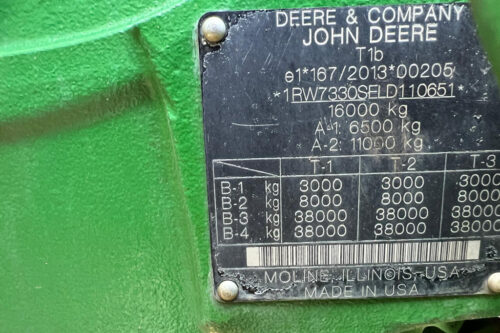 DEERE & COMPANY
JOHN DEERE
T1b
e1*167/2013*00205
*1RW7330SELD110651*
16000 kg
A-1: 6500 kg
A-2: 11000 kg
T-1 T-2 T-3
B-1 kg 3000 3000 3000
B-2 kg 8000 8000 8000
B-3 kg 38000 38000 38000
B-4 kg 38000 38000 38000
MOLINE, ILLINOIS, USA
MADE IN USA